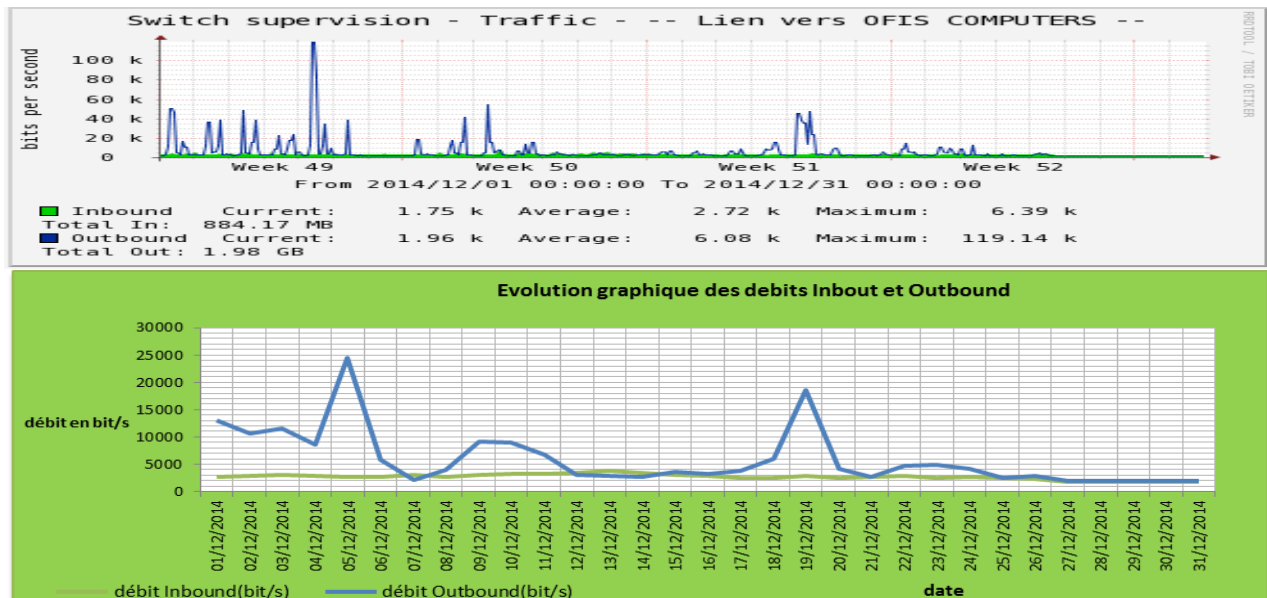 Switch supervision - Traffic - -- Lien vers OFIS COMPUTERS --
RRDTOOL / TOBI OETIKER
bits per second
100 k
80 k
60 k
40 k
20 k
0
Week 49 Week 50 Week 51 Week 52
From 2014/12/01 00:00:00 To 2014/12/31 00:00:00
Inbound Current: 1.75 k Average: 2.72 k Maximum: 6.39 k
Total In: 884.17 MB
Outbound Current: 1.96 k Average: 6.08 k Maximum: 119.14 k
Total Out: 1.98 GB
Evolution graphique des debits Inbout et Outbound
30000
25000
20000
15000
10000
5000
0
débit en bit/s
01/12/2014
02/12/2014
03/12/2014
04/12/2014
05/12/2014
06/12/2014
07/12/2014
08/12/2014
09/12/2014
10/12/2014
11/12/2014
12/12/2014
13/12/2014
14/12/2014
15/12/2014
16/12/2014
17/12/2014
18/12/2014
19/12/2014
20/12/2014
21/12/2014
22/12/2014
23/12/2014
24/12/2014
25/12/2014
26/12/2014
27/12/2014
28/12/2014
29/12/2014
30/12/2014
31/12/2014
débit Inbound(bit/s) débit Outbound(bit/s) date